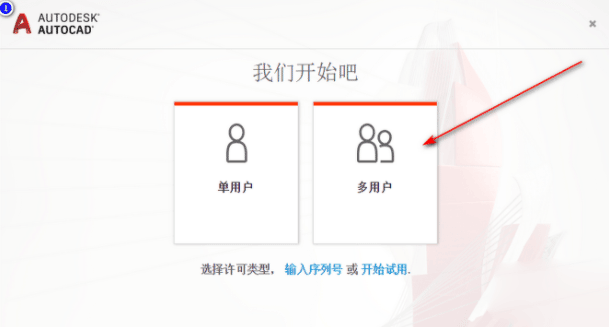 1
AUTODESK®
AUTOCAD®
我们开始吧
单用户
多用户
选择许可类型， 输入序列号 或 开始试用.